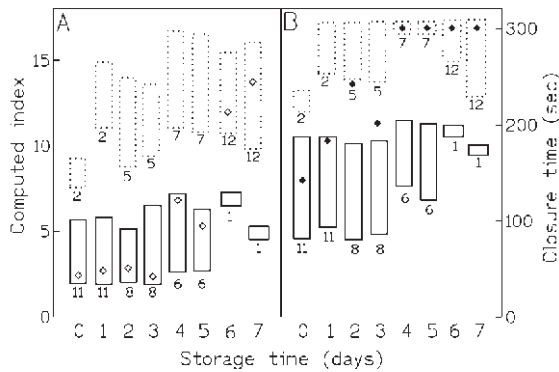 A
B
Computed index
15
10
5
0
300
200
100
0
Closure time (sec)
2 2 5 5 7 7 12 12
11 11 8 8 6 6 1 1
2 2 5 5 7 7 12 12
11 11 8 8 6 6 1 1
0 1 2 3 4 5 6 7 0 1 2 3 4 5 6 7
Storage time (days)